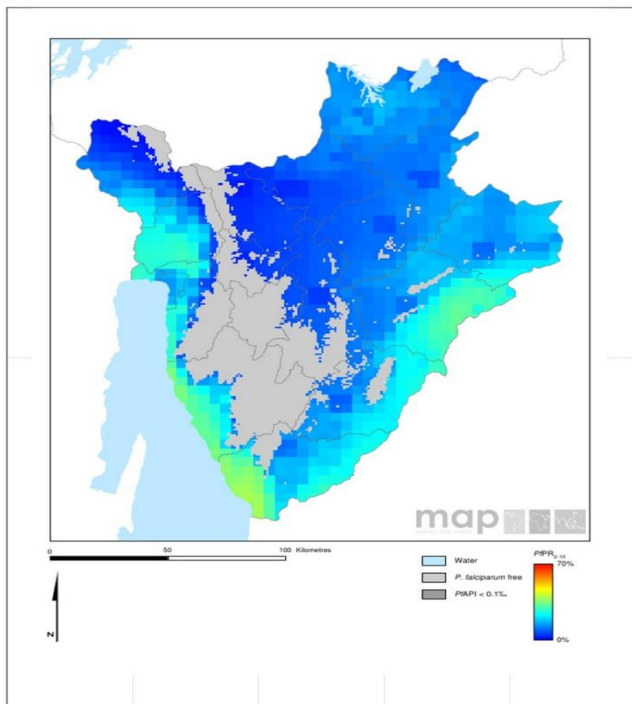 map
0 50 100 Kilometres
Water
P. falciparum free
PfAPI < 0.1‰
PfPR2-10
70%
0%
N